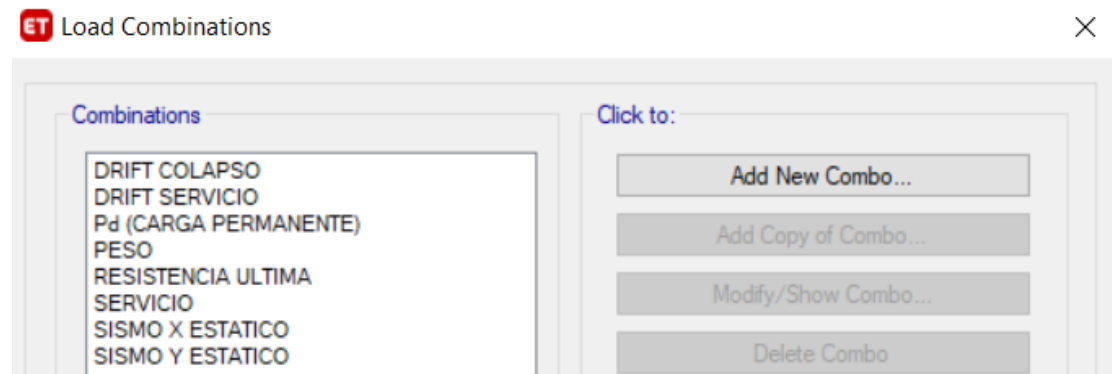 ET Load Combinations
Combinations
DRIFT COLAPSO
DRIFT SERVICIO
Pd (CARGA PERMANENTE)
PESO
RESISTENCIA ULTIMA
SERVICIO
SISMO X ESTATICO
SISMO Y ESTATICO
Click to:
Add New Combo...
Add Copy of Combo...
Modify/Show Combo...
Delete Combo